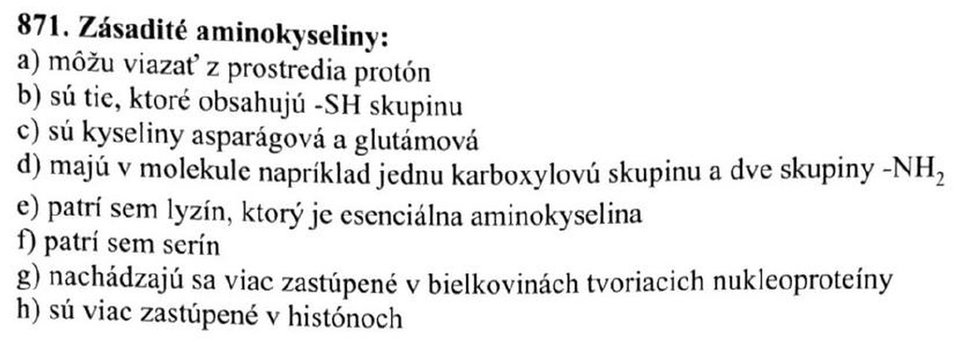 871. Zásadité aminokyseliny:
a) môžu viazať z prostredia protón
b) sú tie, ktoré obsahujú -SH skupinu
c) sú kyseliny asparágová a glutámová
d) majú v molekule napríklad jednu karboxylovú skupinu a dve skupiny -NH₂
e) patrí sem lyzín, ktorý je esenciálna aminokyselina
f) patrí sem serín
g) nachádzajú sa viac zastúpené v bielkovinách tvoriacich nukleoproteíny
h) sú viac zastúpené v histónoch